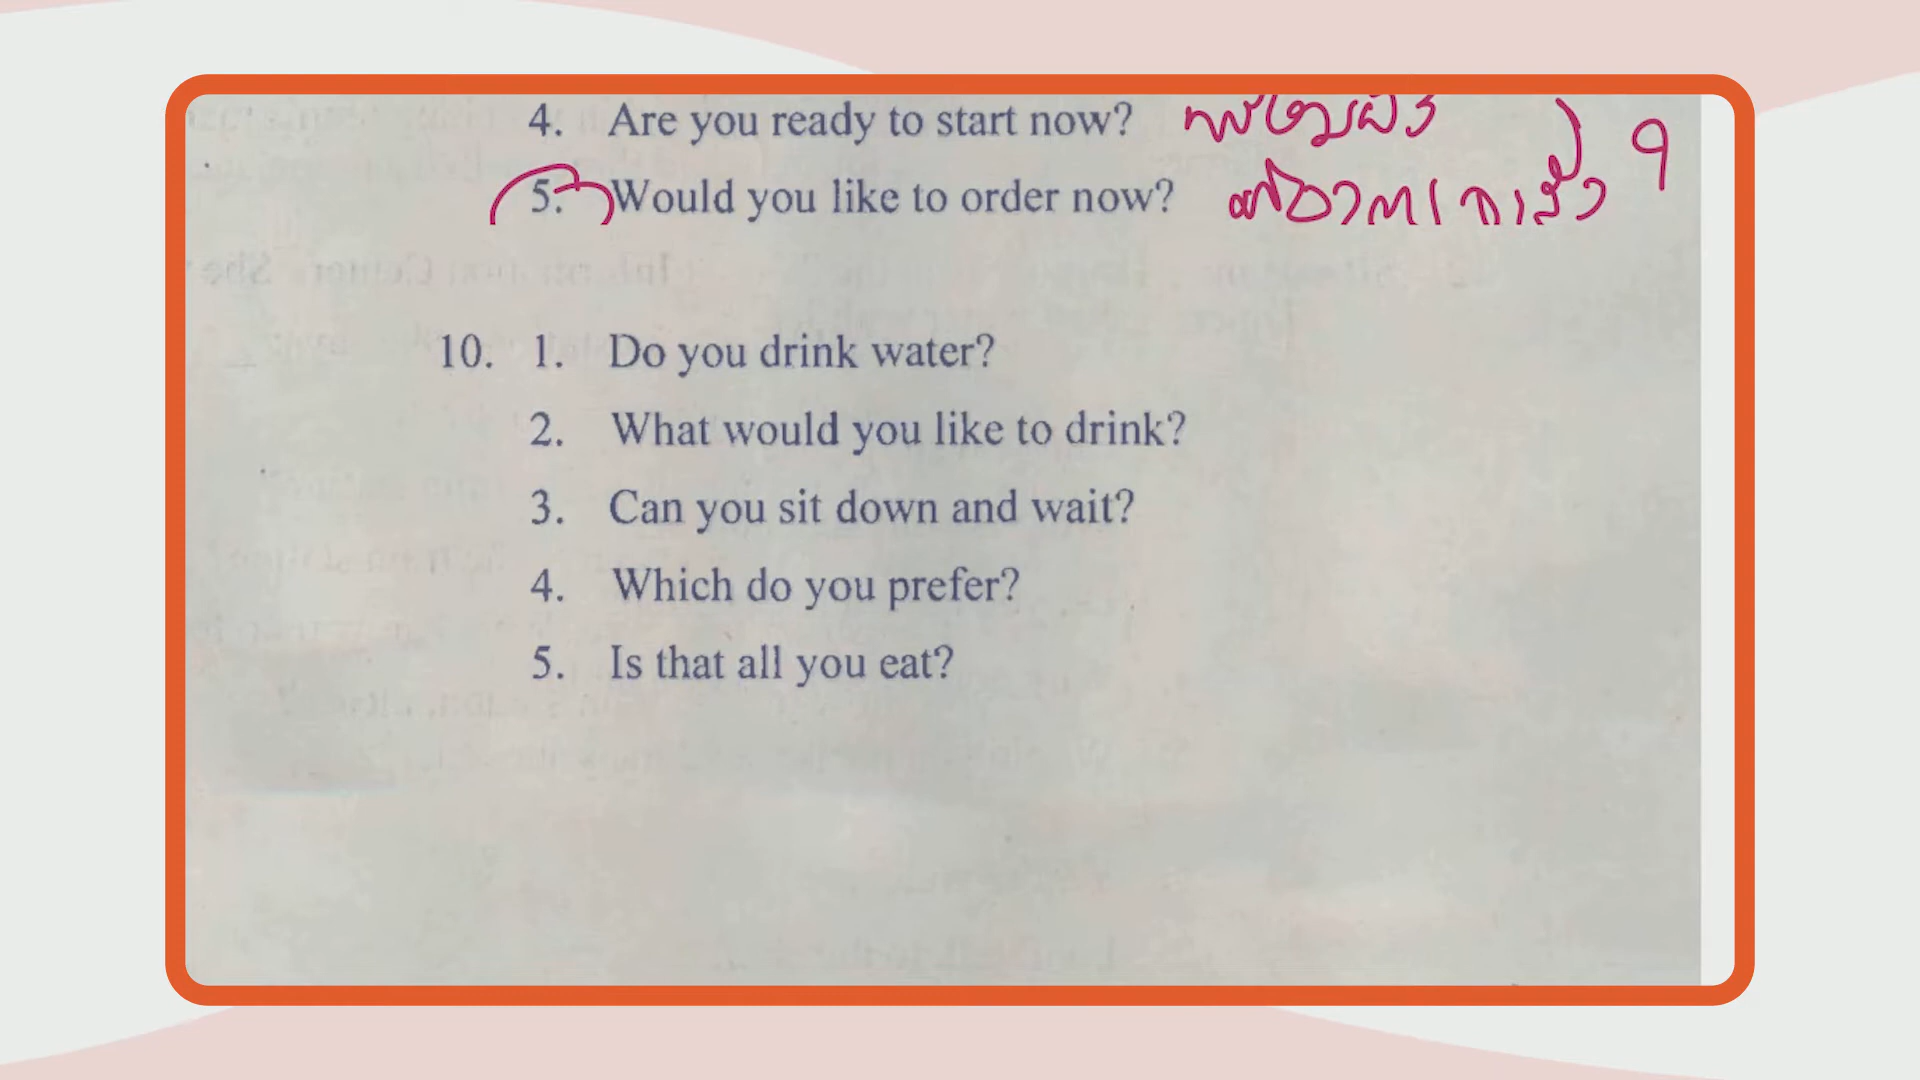 4. Are you ready to start now?
5. Would you like to order now?
10. 1. Do you drink water?
2. What would you like to drink?
3. Can you sit down and wait?
4. Which do you prefer?
5. Is that all you eat?